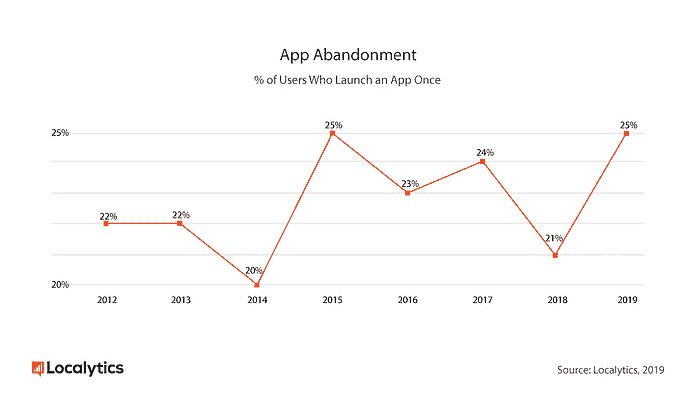 App Abandonment
% of Users Who Launch an App Once
25%
25%
25%
24%
23%
22%
22%
21%
20%
20%
2012 2013 2014 2015 2016 2017 2018 2019
Localytics
Source: Localytics, 2019